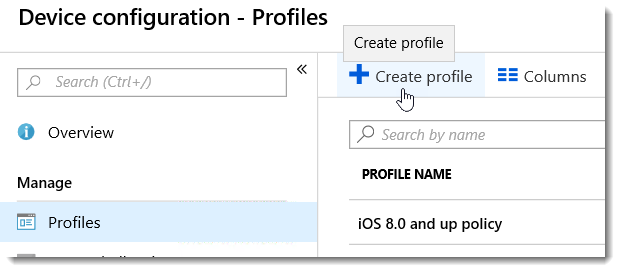 Device configuration - Profiles
Create profile
Search (Ctrl+/)
«
Create profile
Columns
Overview
Search by name
Manage
PROFILE NAME
Profiles
iOS 8.0 and up policy